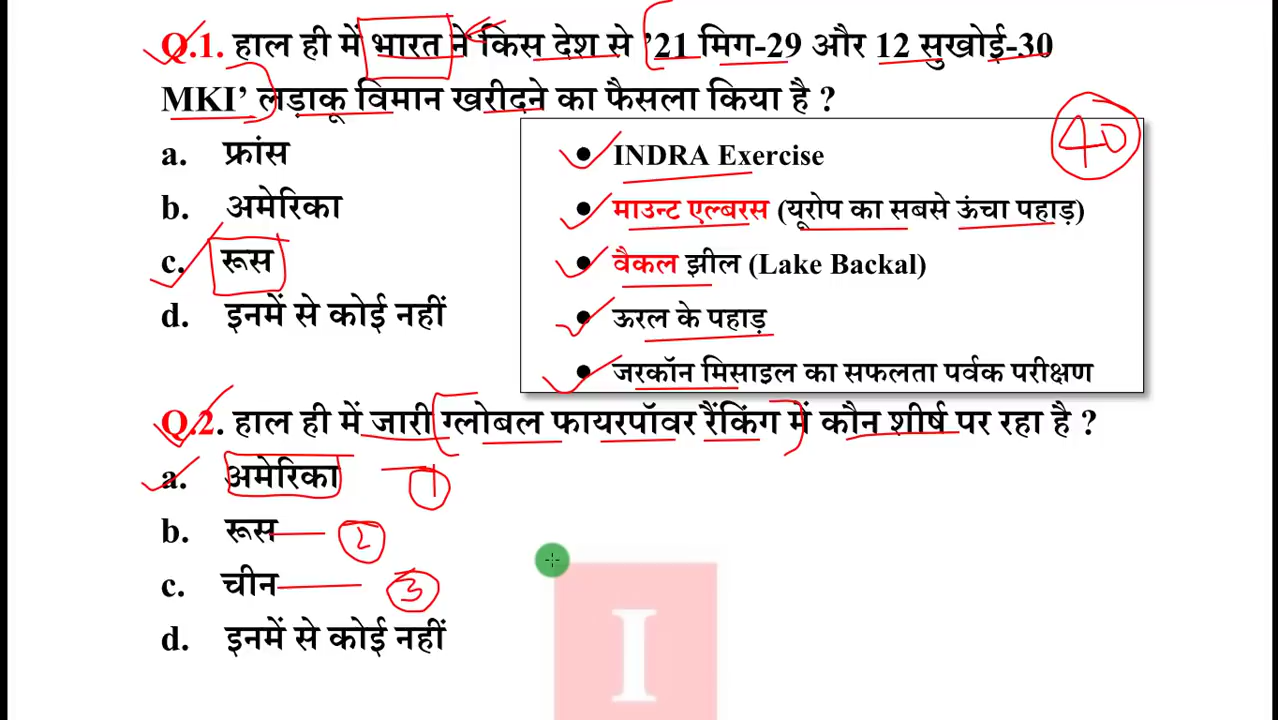 Q.1. हाल ही में भारत ने किस देश से '21 मिग-29 और 12 सुखोई-30
MKI' लड़ाकू विमान खरीदने का फैसला किया है ?
a. फ्रांस
b. अमेरिका
c. रूस
d. इनमें से कोई नहीं
40
• INDRA Exercise
• माउन्ट एल्बरस (यूरोप का सबसे ऊंचा पहाड़)
• वैकल झील (Lake Backal)
• ऊरल के पहाड़
• जरकॉन मिसाइल का सफलता पर्वक परीक्षण
Q.2. हाल ही में जारी ग्लोबल फायरपॉवर रैंकिंग में कौन शीर्ष पर रहा है ?
a. अमेरिका 1
b. रूस 2
c. चीन 3
d. इनमें से कोई नहीं
I